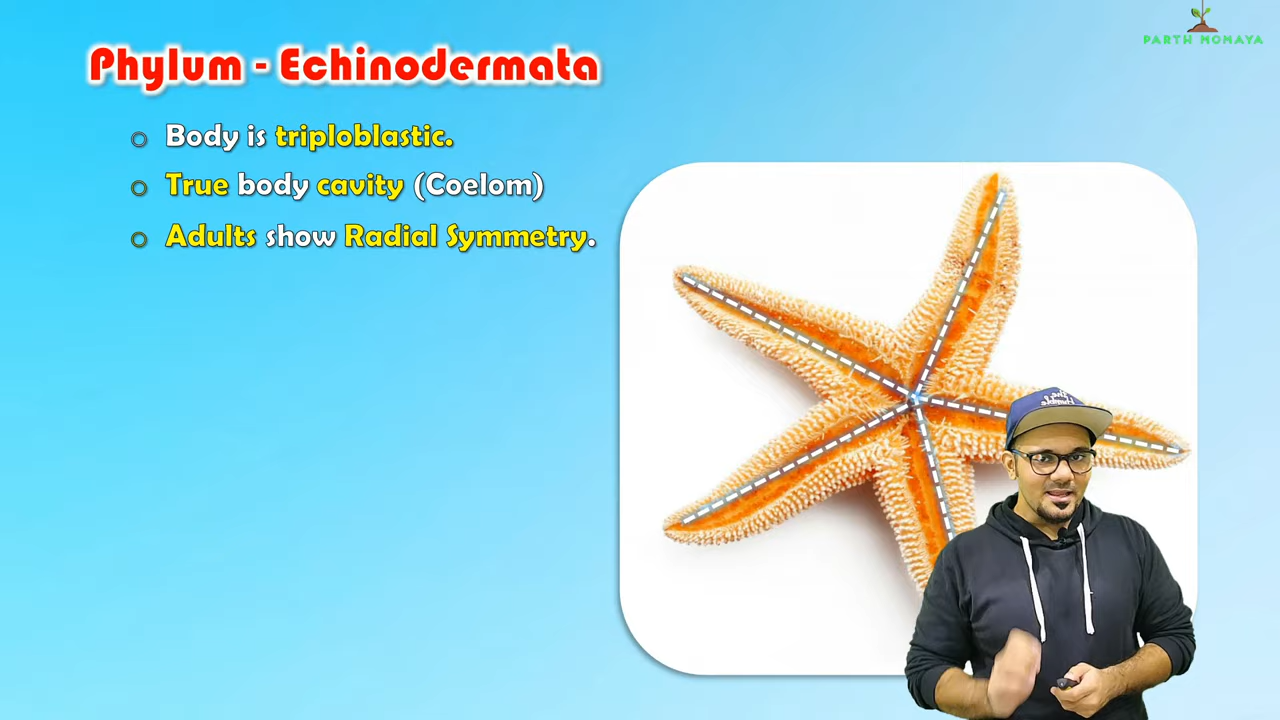 PARTH MOMAYA
Phylum - Echinodermata
Body is triploblastic.
True body cavity (Coelom)
Adults show Radial Symmetry.